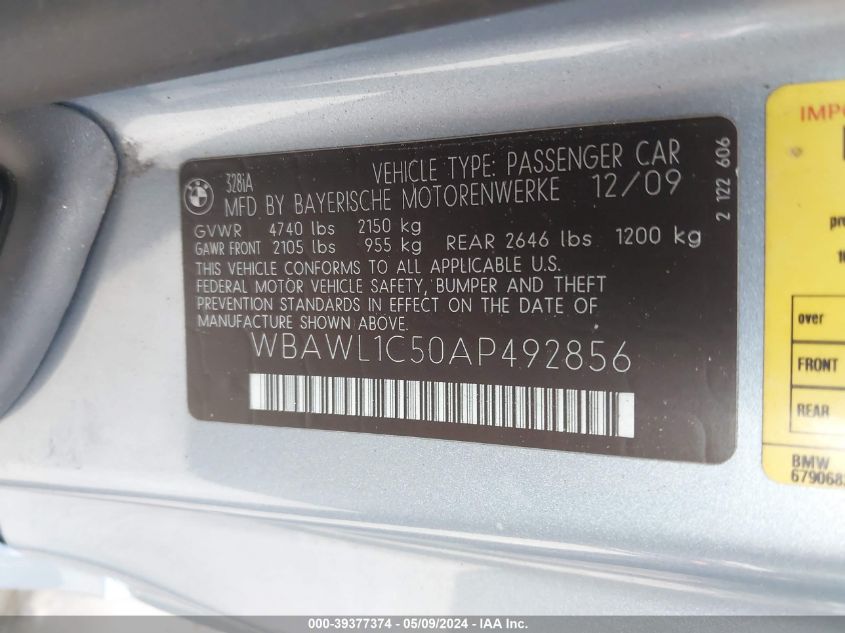 328iA
VEHICLE TYPE: PASSENGER CAR
MFD BY BAYERISCHE MOTORENWERKE 12/09
GVWR 4740 lbs 2150 kg
GAWR FRONT 2105 lbs 955 kg REAR 2646 lbs 1200 kg
THIS VEHICLE CONFORMS TO ALL APPLICABLE U.S.
FEDERAL MOTOR VEHICLE SAFETY, BUMPER AND THEFT
PREVENTION STANDARDS IN EFFECT ON THE DATE OF
MANUFACTURE SHOWN ABOVE.
WBAWL1C50AP492856
2 122 606
over
FRONT
REAR
BMW
000-39377374 - 05/09/2024 - IAA Inc.